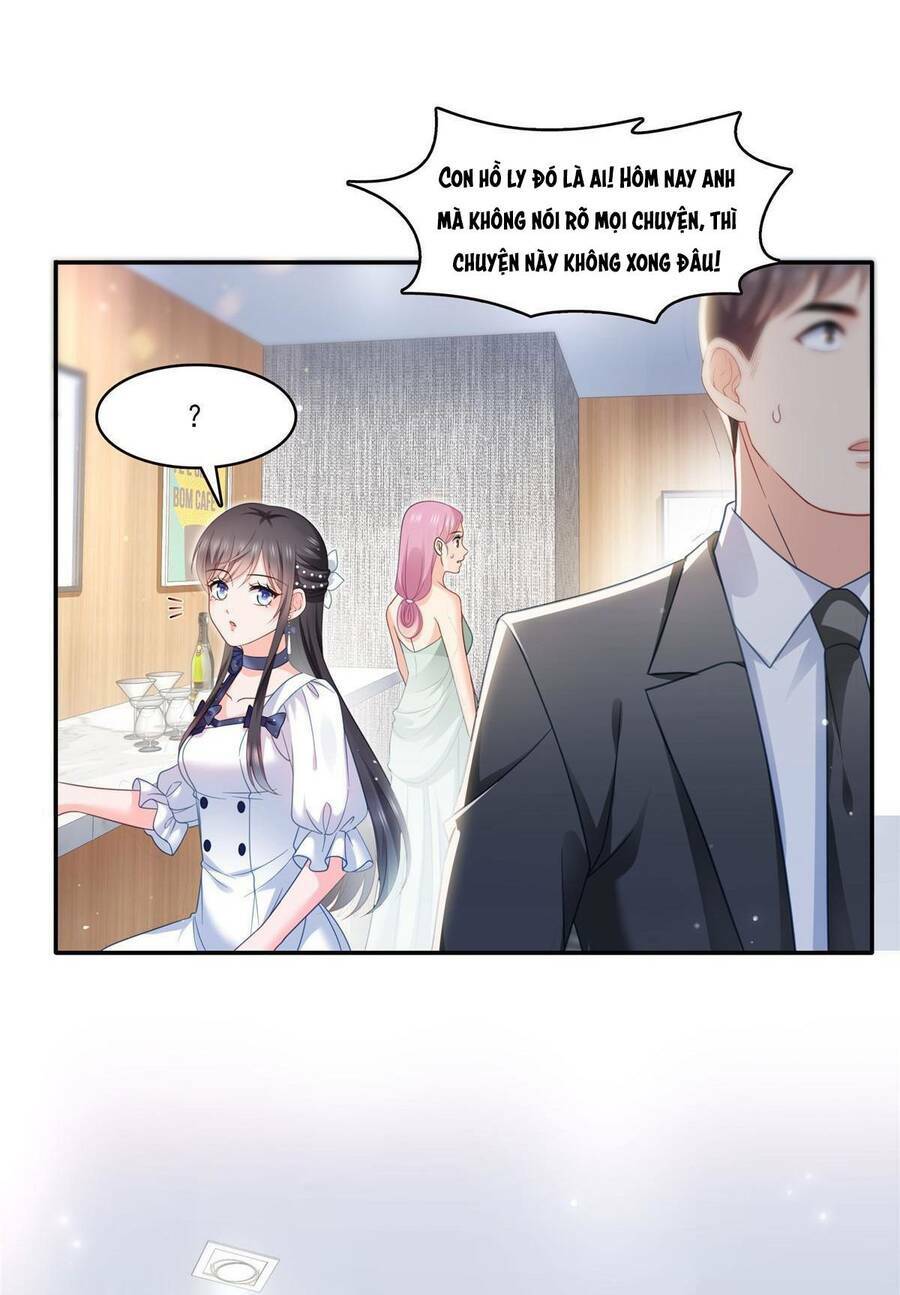 Con hồ ly đó là ai! Hôm nay anh
mà không nói rõ mọi chuyện, thì
chuyện này không xong đâu!
?
BOM CAFE